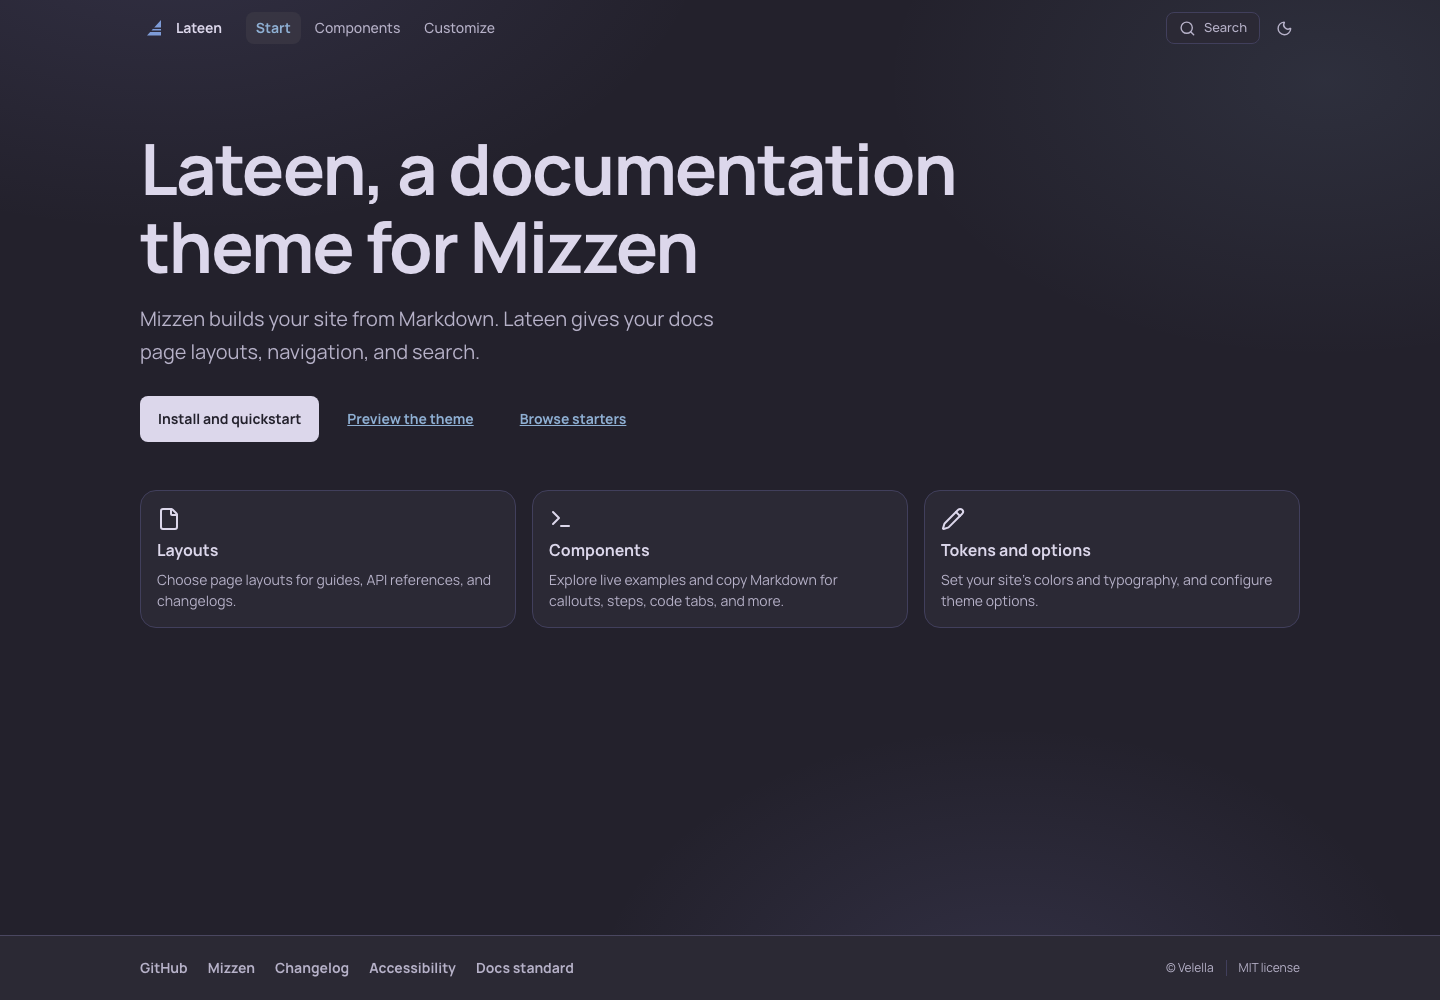 Lateen
Start
Components
Customize
Search
Lateen, a documentation
theme for Mizzen
Mizzen builds your site from Markdown. Lateen gives your docs
page layouts, navigation, and search.
Install and quickstart
Preview the theme
Browse starters
Layouts
Choose page layouts for guides, API references, and
changelogs.
Components
Explore live examples and copy Markdown for
callouts, steps, code tabs, and more.
Tokens and options
Set your site's colors and typography, and configure
theme options.
GitHub
Mizzen
Changelog
Accessibility
Docs standard
© Velella
MIT license